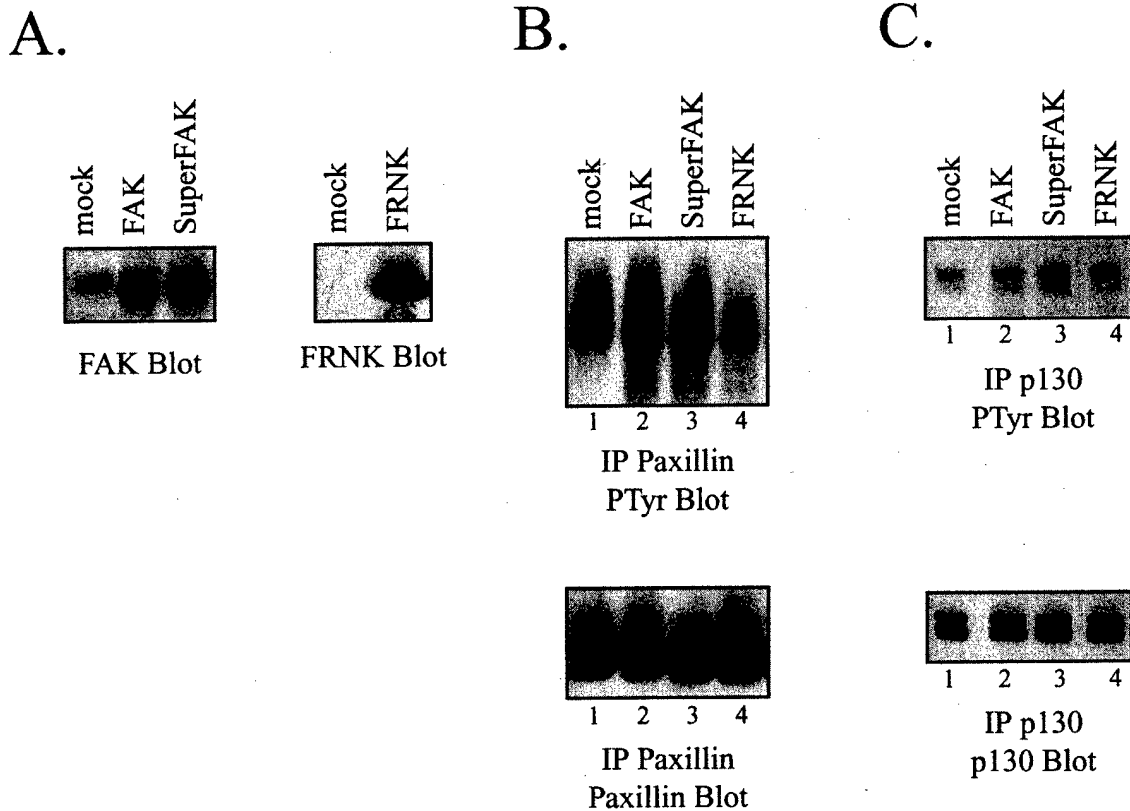 A.
mock
FAK
SuperFAK
FAK Blot
mock
FRNK
FRNK Blot
B.
mock
FAK
SuperFAK
FRNK
1 2 3 4
IP Paxillin
PTyr Blot
1 2 3 4
IP Paxillin
Paxillin Blot
C.
mock
FAK
SuperFAK
FRNK
1 2 3 4
IP p130
PTyr Blot
1 2 3 4
IP p130
p130 Blot